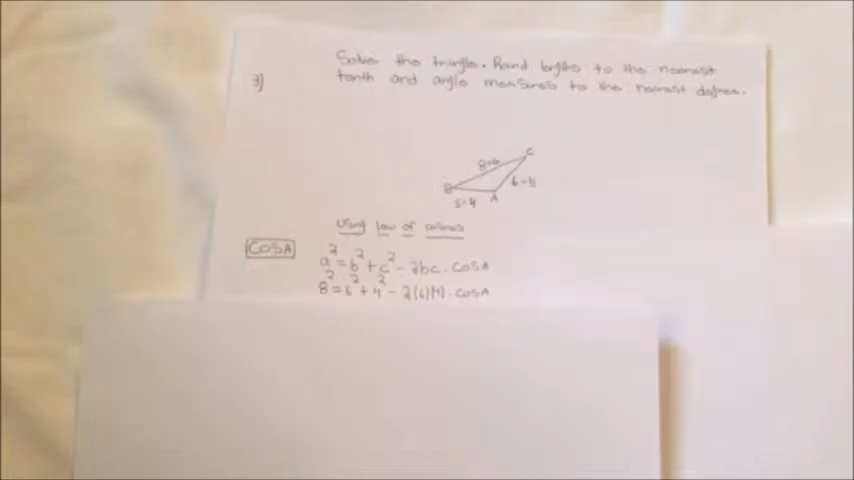 3)
Solve the triangle. Round lengths to the nearest
tenth and angle measures to the nearest degree.
C
8=a
B
6=b
A
c=4
Using law of cosines
COSA
a² = b² + c² - 2bc · COSA
8² = 6² + 4² - 2(6)(4) · COSA